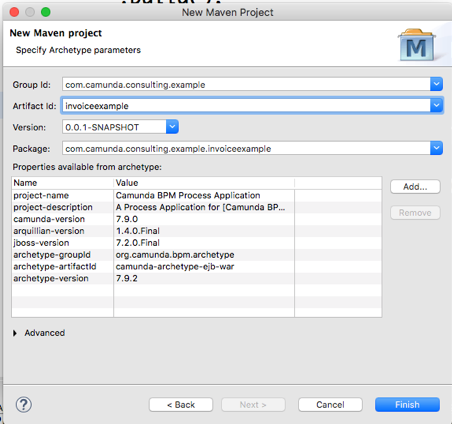 New Maven Project
New Maven project
Specify Archetype parameters
M
Group Id: com.camunda.consulting.example
Artifact Id: invoiceexample
Version: 0.0.1-SNAPSHOT
Package: com.camunda.consulting.example.invoiceexample
Properties available from archetype:
Name Value
project-name Camunda BPM Process Application
project-description A Process Application for [Camunda BP...
camunda-version 7.9.0
arquillian-version 1.4.0.Final
jboss-version 7.2.0.Final
archetype-groupId org.camunda.bpm.archetype
archetype-artifactId camunda-archetype-ejb-war
archetype-version 7.9.2
Add...
Remove
Advanced
? < Back Next > Cancel Finish